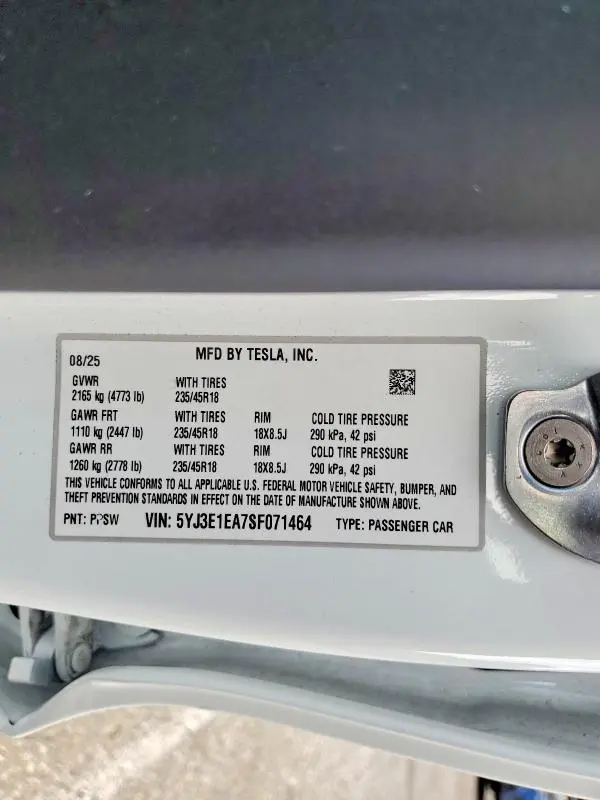 08/25 MFD BY TESLA, INC.
GVWR WITH TIRES
2165 kg (4773 lb) 235/45R18
GAWR FRT WITH TIRES RIM COLD TIRE PRESSURE
1110 kg (2447 lb) 235/45R18 18X8.5J 290 kPa, 42 psi
GAWR RR WITH TIRES RIM COLD TIRE PRESSURE
1260 kg (2778 lb) 235/45R18 18X8.5J 290 kPa, 42 psi
THIS VEHICLE CONFORMS TO ALL APPLICABLE U.S. FEDERAL MOTOR VEHICLE SAFETY, BUMPER, AND
THEFT PREVENTION STANDARDS IN EFFECT ON THE DATE OF MANUFACTURE SHOWN ABOVE.
PNT: PPSW VIN: 5YJ3E1EA7SF071464 TYPE: PASSENGER CAR